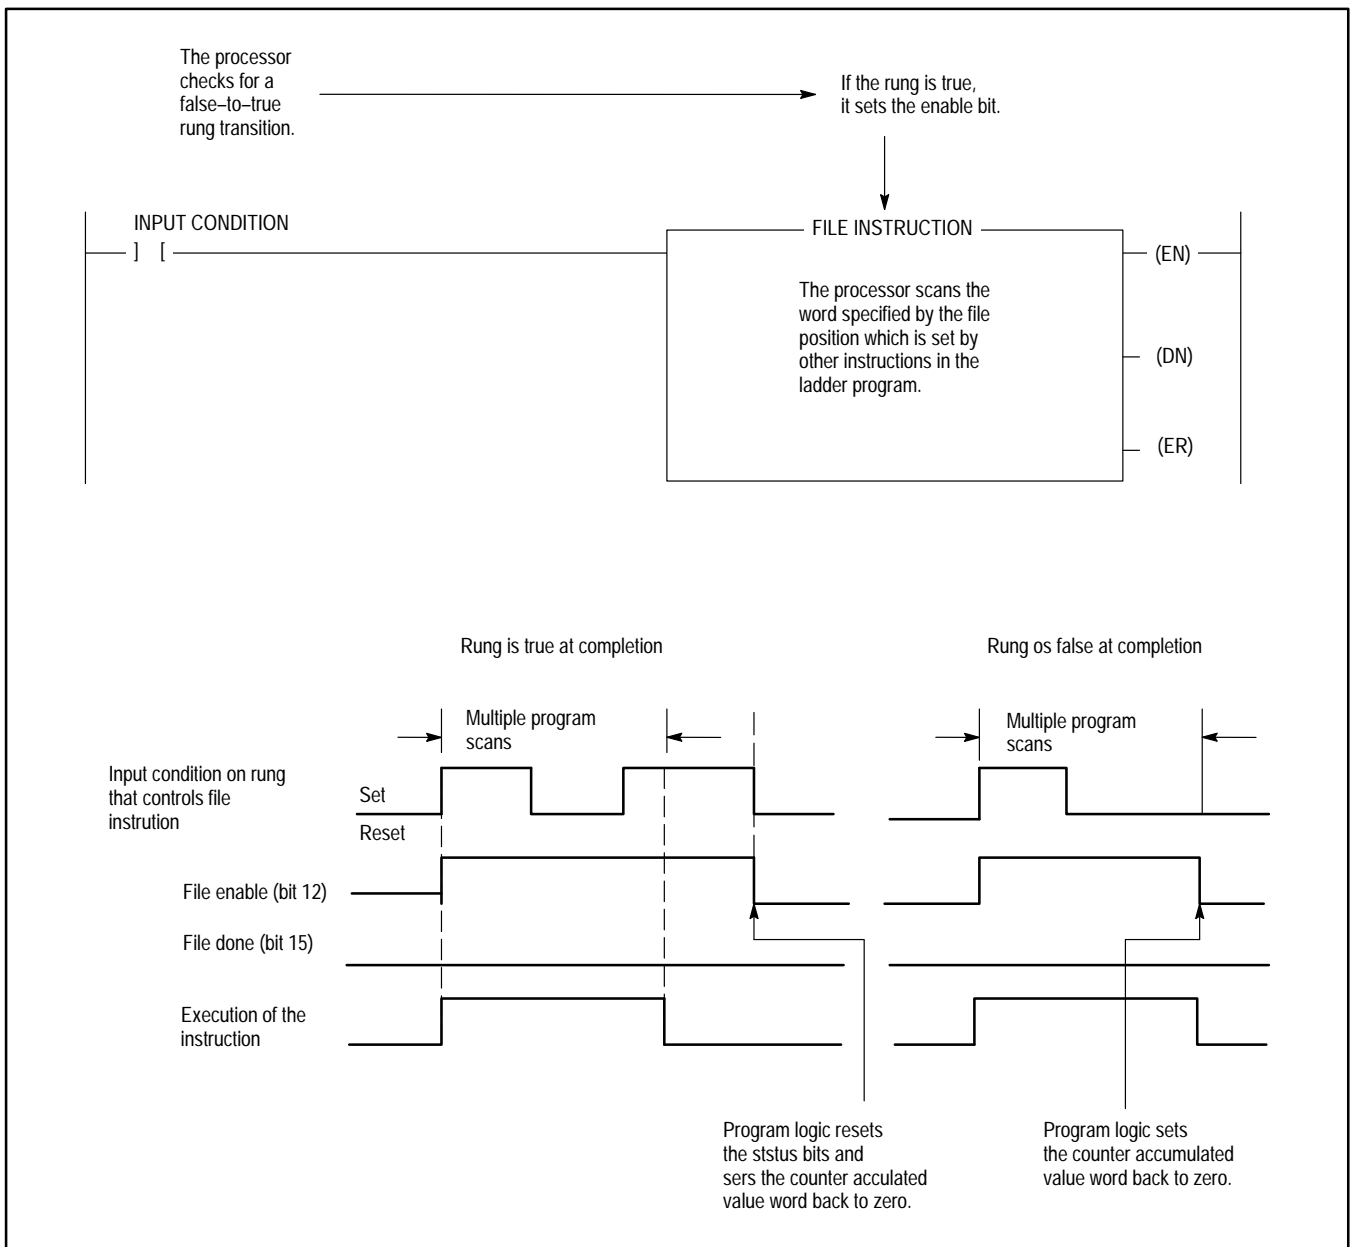 The processor
checks for a
false–to–true
rung transition.
If the rung is true,
it sets the enable bit.
INPUT CONDITION
] [
FILE INSTRUCTION
The processor scans the
word specified by the file
position which is set by
other instructions in the
ladder program.
(EN)
(DN)
(ER)
Rung is true at completion
Rung os false at completion
Multiple program
scans
Multiple program
scans
Input condition on rung
that controls file
instrution
Set
Reset
File enable (bit 12)
File done (bit 15)
Execution of the
instruction
Program logic resets
the ststus bits and
sers the counter acculated
value word back to zero.
Program logic sets
the counter accumulated
value word back to zero.